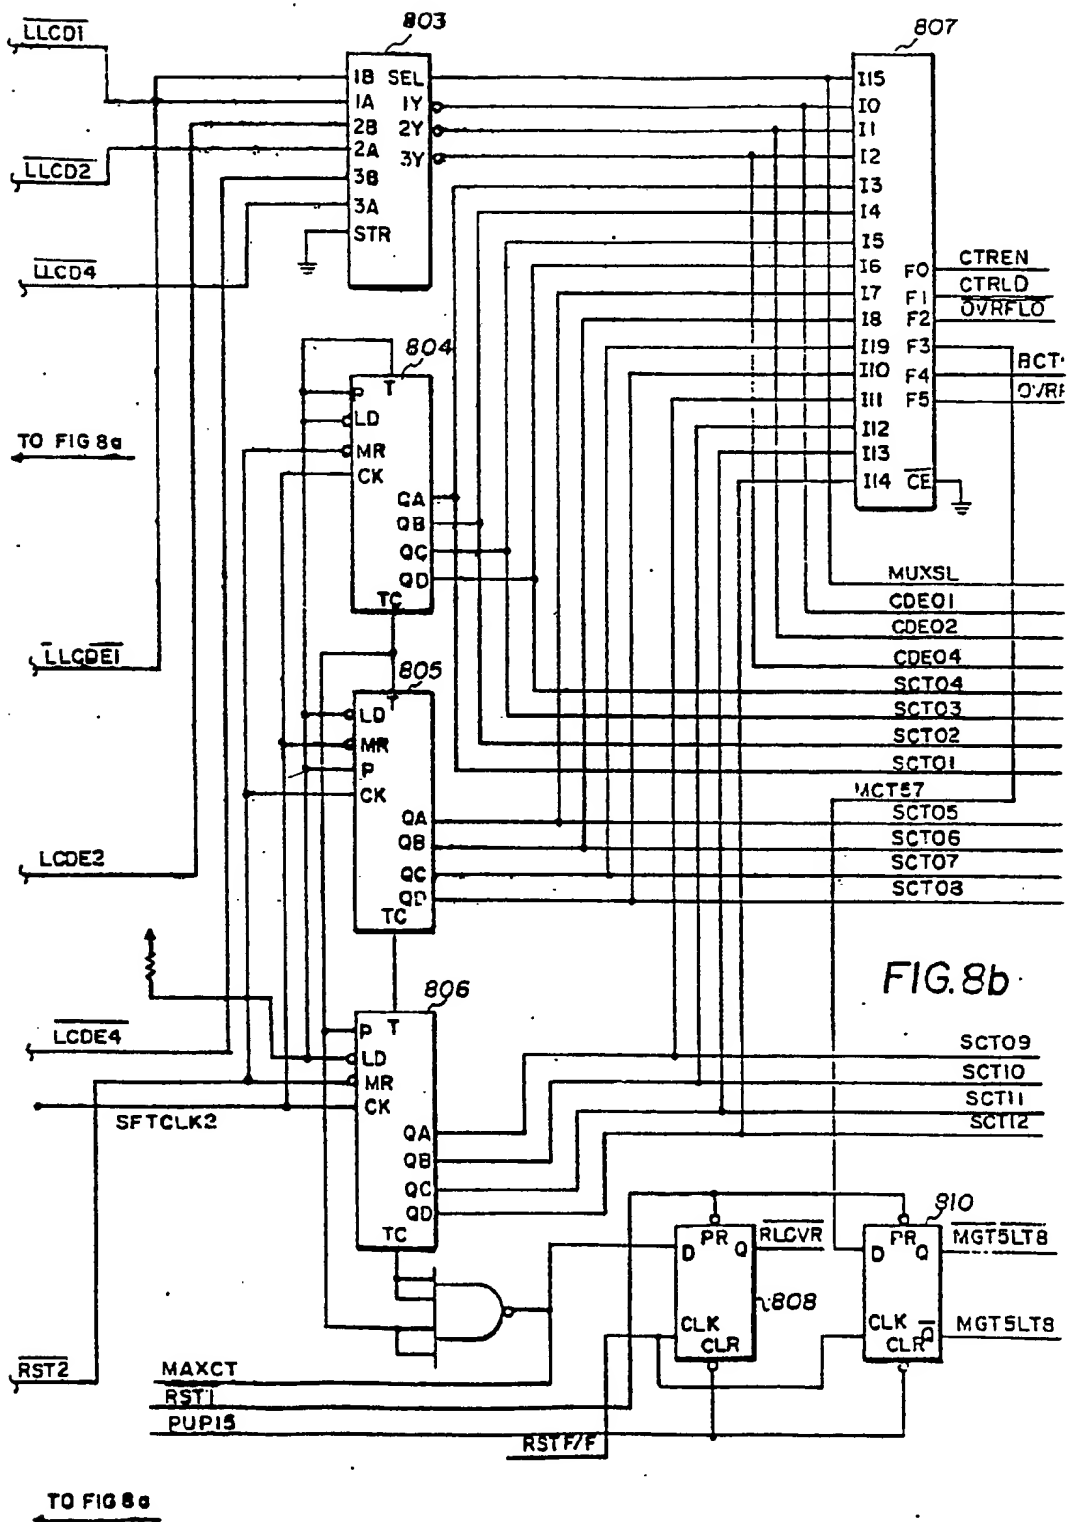 LLCD1
803
807
1B SEL
1A 1Y
2B 2Y
2A
3B 3Y
3A
STR
LLCD2
LLCD4
I15
I0
I1
I2
I3
I4
I5
I6
I7
I8
I19
I10
I11
I12
I13
I14
F0
F1
F2
F3
F4
F5
CE
CTREN
CTRLD
OVRFLO
BCT
OVRF
804
T
P
LD
MR
CK
QA
QB
QC
QD
TC
TO FIG 8a
MUXSL
CDE01
CDE02
CDE04
SCT04
SCT03
SCT02
SCT01
MCT57
SCT05
SCT06
SCT07
SCT08
LLCDE1
805
T
LD
MR
P
CK
QA
QB
QC
QD
TC
LCDE2
FIG. 8b
806
T
P
LD
MR
CK
QA
QB
QC
QD
TC
LCDE4
SFTCLK2
SCT09
SCT10
SCT11
SCT12
810
D PR Q
RLCVR
808
CLK
CLR
D PR Q
CLK Q
CLR
MGT5LT8
MGT5LT8
RST2
MAXCT
RST1
PUP15
RSTF/F
TO FIG 8a